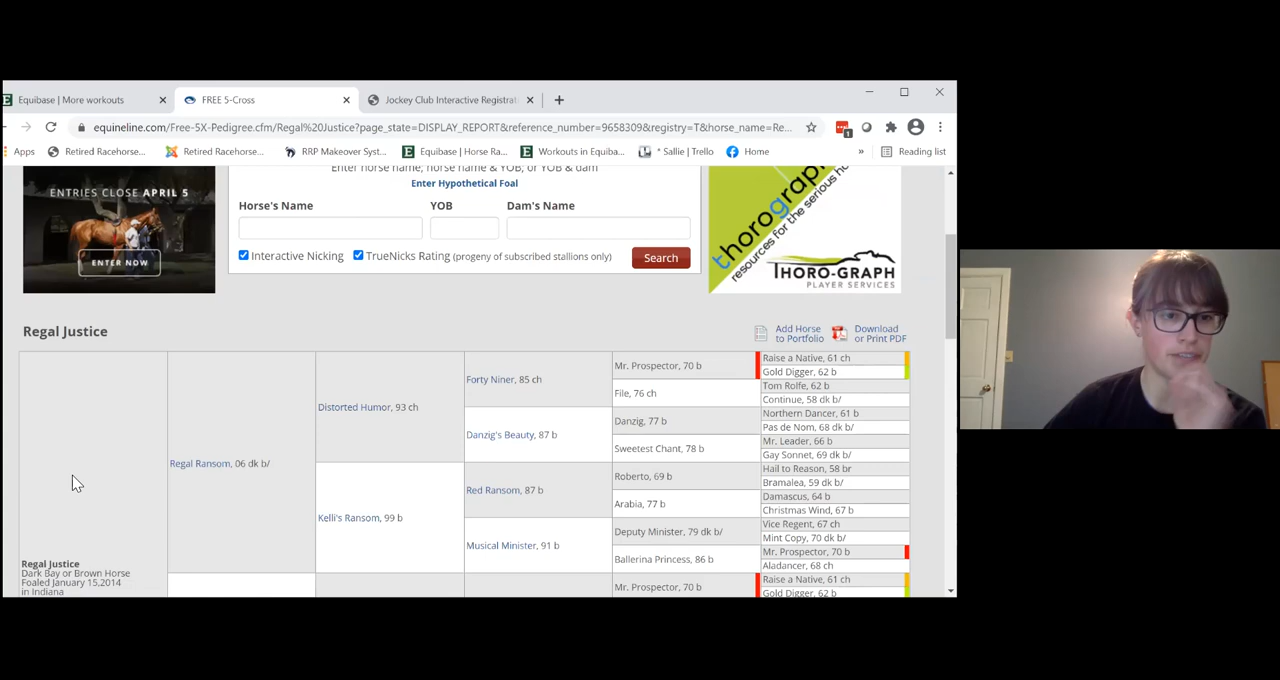 Equibase | More workouts
FREE 5-Cross
Jockey Club Interactive Registrat
equineline.com/Free-5X-Pedigree.cfm/Regal%20Justice?page_state=DISPLAY_REPORT&reference_number=9658309&registry=T&horse_name=Re...
Apps
Retired Racehorse...
Retired Racehorse...
RRP Makeover Syst...
Equibase | Horse Ra...
Workouts in Equiba...
* Sallie | Trello
Home
»
Reading list
Enter horse name, horse name & YOB, or YOB & dam
Enter Hypothetical Foal
ENTRIES CLOSE APRIL 5
ENTER NOW
Horse's Name
YOB
Dam's Name
Interactive Nicking
TrueNicks Rating (progeny of subscribed stallions only)
Search
thorograph
resources for the serious
THORO-GRAPH
PLAYER SERVICES
Regal Justice
Add Horse
to Portfolio
Download
or Print PDF
Regal Justice
Dark Bay or Brown Horse
Foaled January 15,2014
in Indiana
Regal Ransom, 06 dk b/
Distorted Humor, 93 ch
Kelli's Ransom, 99 b
Forty Niner, 85 ch
Danzig's Beauty, 87 b
Red Ransom, 87 b
Musical Minister, 91 b
Mr. Prospector, 70 b
File, 76 ch
Danzig, 77 b
Sweetest Chant, 78 b
Roberto, 69 b
Arabia, 77 b
Deputy Minister, 79 dk b/
Ballerina Princess, 86 b
Mr. Prospector, 70 b
Raise a Native, 61 ch
Gold Digger, 62 b
Tom Rolfe, 62 b
Continue, 58 dk b/
Northern Dancer, 61 b
Pas de Nom, 68 dk b/
Mr. Leader, 66 b
Gay Sonnet, 69 dk b/
Hail to Reason, 58 br
Bramalea, 59 dk b/
Damascus, 64 b
Christmas Wind, 67 b
Vice Regent, 67 ch
Mint Copy, 70 dk b/
Mr. Prospector, 70 b
Aladancer, 68 ch
Raise a Native, 61 ch
Gold Digger, 62 b